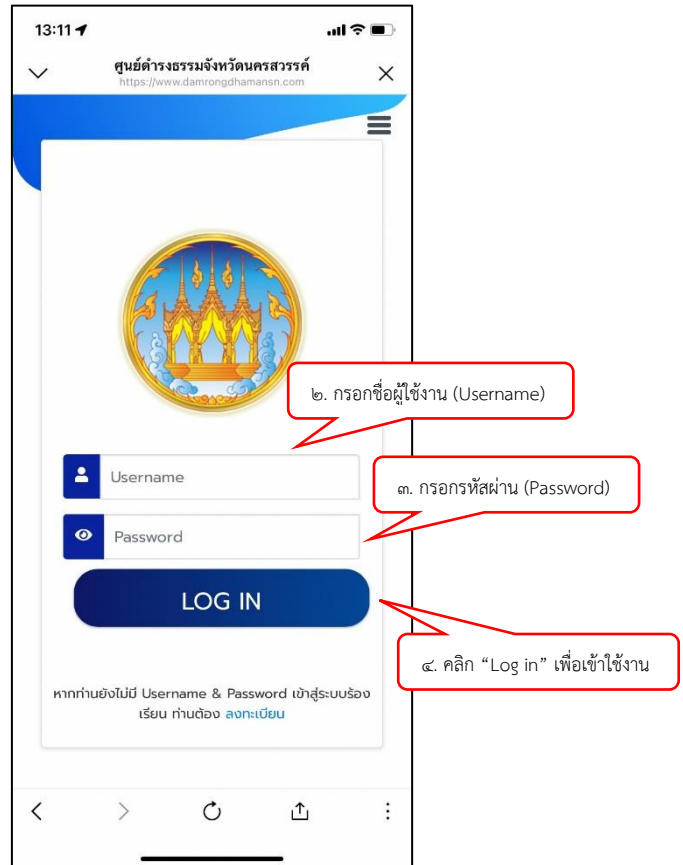 13:11
ศูนย์ดำรงธรรมจังหวัดนครสวรรค์
https://www.damrongdhamansn.com
๒. กรอกชื่อผู้ใช้งาน (Username)
Username
๓. กรอกรหัสผ่าน (Password)
Password
LOG IN
๔. คลิก “Log in” เพื่อเข้าใช้งาน
หากท่านยังไม่มี Username & Password เข้าสู่ระบบร้อง
เรียน ท่านต้อง ลงทะเบียน